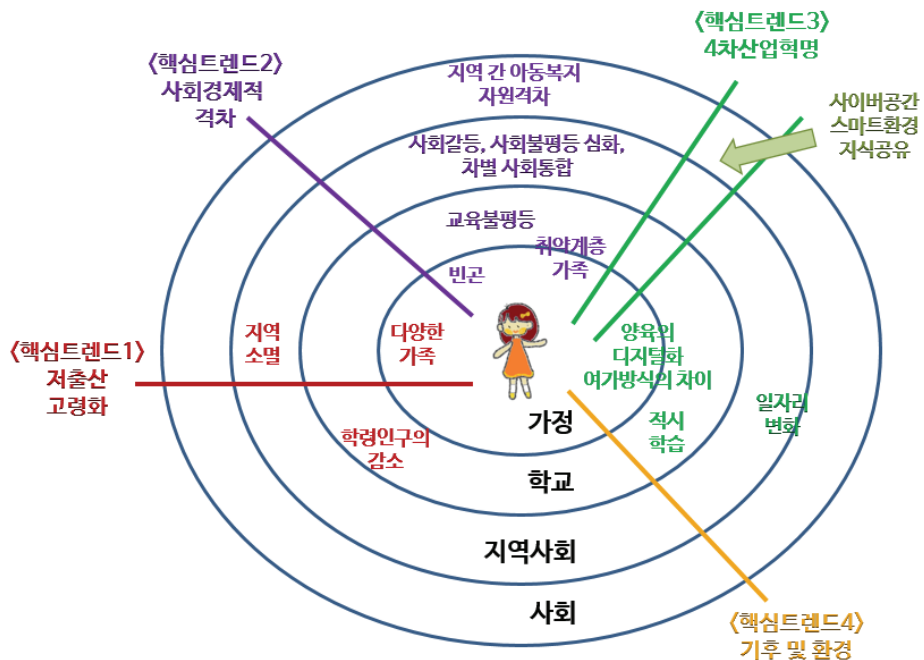 <핵심트렌드3>
4차산업혁명
<핵심트렌드2>
사회경제적
격차
지역 간 아동복지
자원격차
사이버공간
스마트환경
지식공유
사회갈등, 사회불평등 심화,
차별 사회통합
교육불평등
취약계층
가족
빈곤
<핵심트렌드1>
저출산
고령화
지역
소멸
다양한
가족
양육의
디지털화
여가방식의 차이
적시
학습
일자리
변화
학령인구의
감소
가정
학교
지역사회
사회
<핵심트렌드4>
기후 및 환경